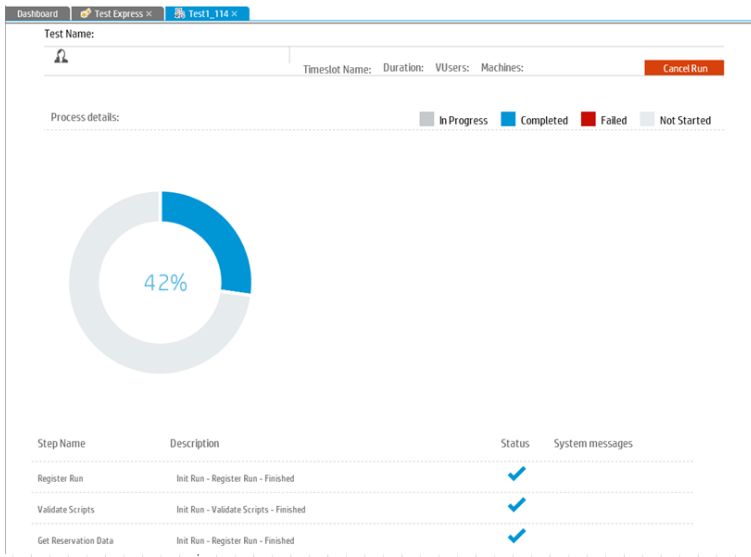 Dashboard Test Express × Test1_114 ×
Test Name:
Timeslot Name: Duration: VUsers: Machines: Cancel Run
Process details: In Progress Completed Failed Not Started
42%
Step Name Description Status System messages
Register Run Init Run - Register Run - Finished
Validate Scripts Init Run - Validate Scripts - Finished
Get Reservation Data Init Run - Register Run - Finished